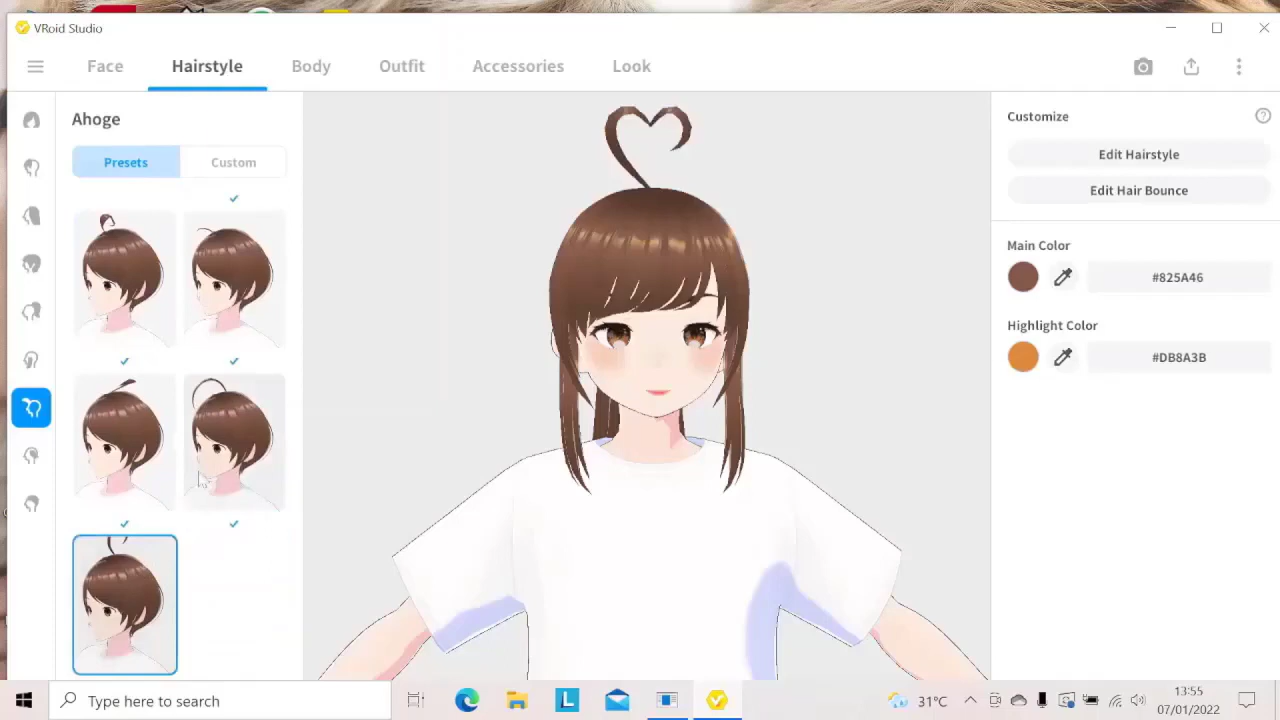 VRoid Studio
Face
Hairstyle
Body
Outfit
Accessories
Look
Ahoge
Presets
Custom
Customize
Edit Hairstyle
Edit Hair Bounce
Main Color
#825A46
Highlight Color
#DB8A3B
Type here to search
L
31°C
13:55
07/01/2022